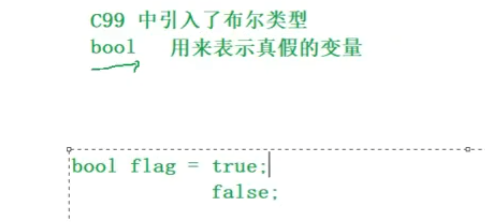 C99 中引入了布尔类型
bool 用来表示真假的变量
bool flag = true;
false;